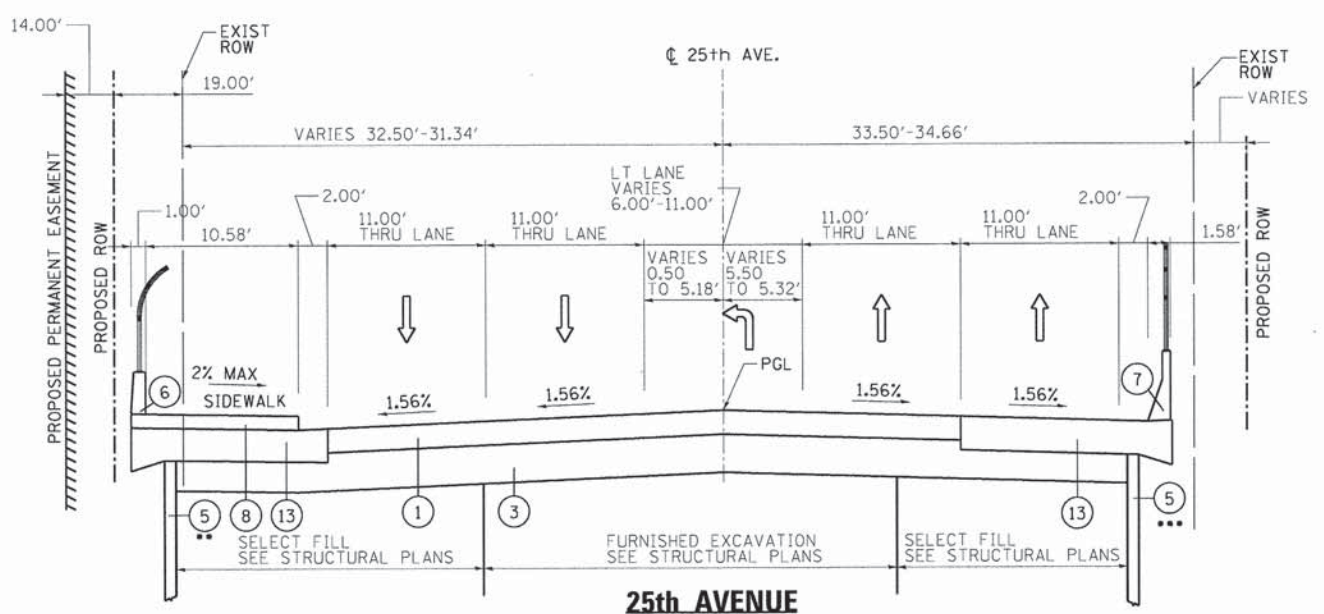 14.00'
EXIST
ROW
19.00'
℄ 25th AVE.
EXIST
ROW
VARIES
VARIES 32.50'-31.34'
33.50'-34.66'
PROPOSED PERMANENT EASEMENT
PROPOSED ROW
1.00'
10.58'
2.00'
11.00'
THRU LANE
11.00'
THRU LANE
LT LANE
VARIES
6.00'-11.00'
VARIES
0.50
TO 5.18'
VARIES
5.50
TO 5.32'
11.00'
THRU LANE
11.00'
THRU LANE
2.00'
1.58'
PROPOSED ROW
PGL
6
2% MAX
SIDEWALK
1.56%
1.56%
1.56%
1.56%
7
5
••
8
13
1
3
13
5
•••
SELECT FILL
SEE STRUCTURAL PLANS
FURNISHED EXCAVATION
SEE STRUCTURAL PLANS
SELECT FILL
SEE STRUCTURAL PLANS
25th AVENUE